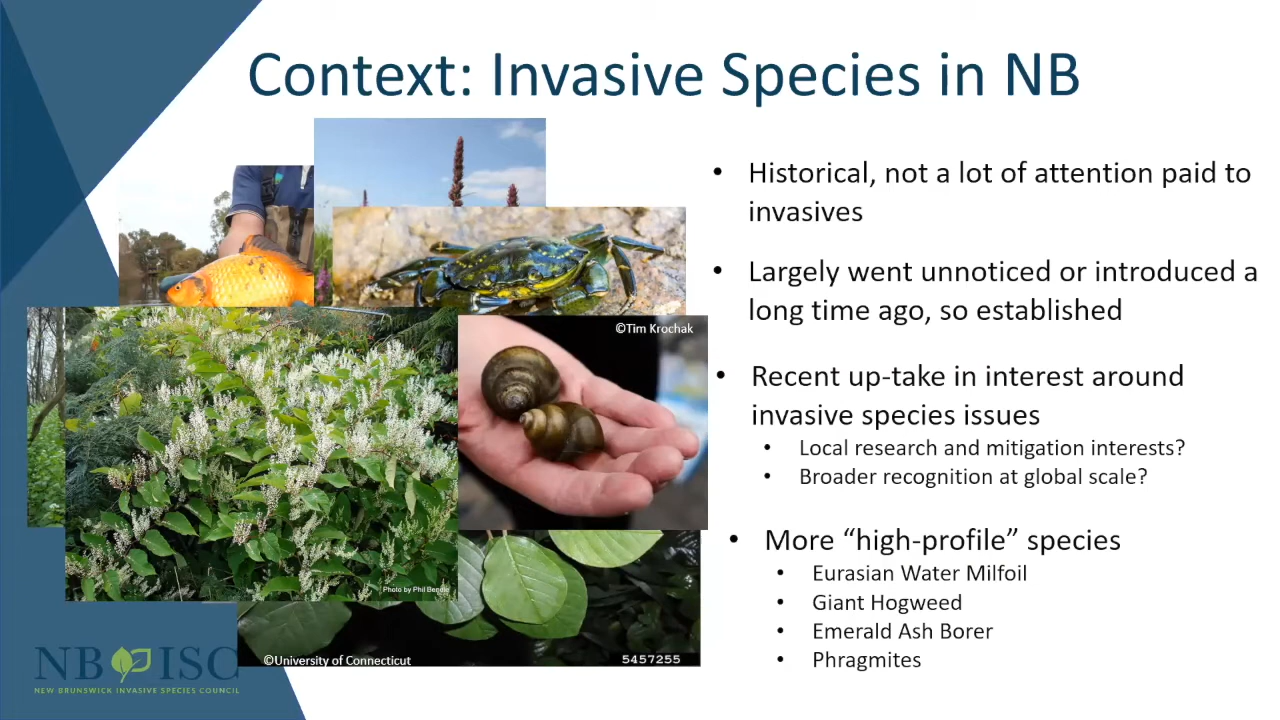 Context: Invasive Species in NB
• Historical, not a lot of attention paid to
invasives
• Largely went unnoticed or introduced a
long time ago, so established
• Recent up-take in interest around
invasive species issues
• Local research and mitigation interests?
• Broader recognition at global scale?
• More “high-profile” species
• Eurasian Water Milfoil
• Giant Hogweed
• Emerald Ash Borer
• Phragmites
©Tim Krochak
Photo by Phil Bendle
©University of Connecticut
5457255
NB ISC
NEW BRUNSWICK INVASIVE SPECIES COUNCIL